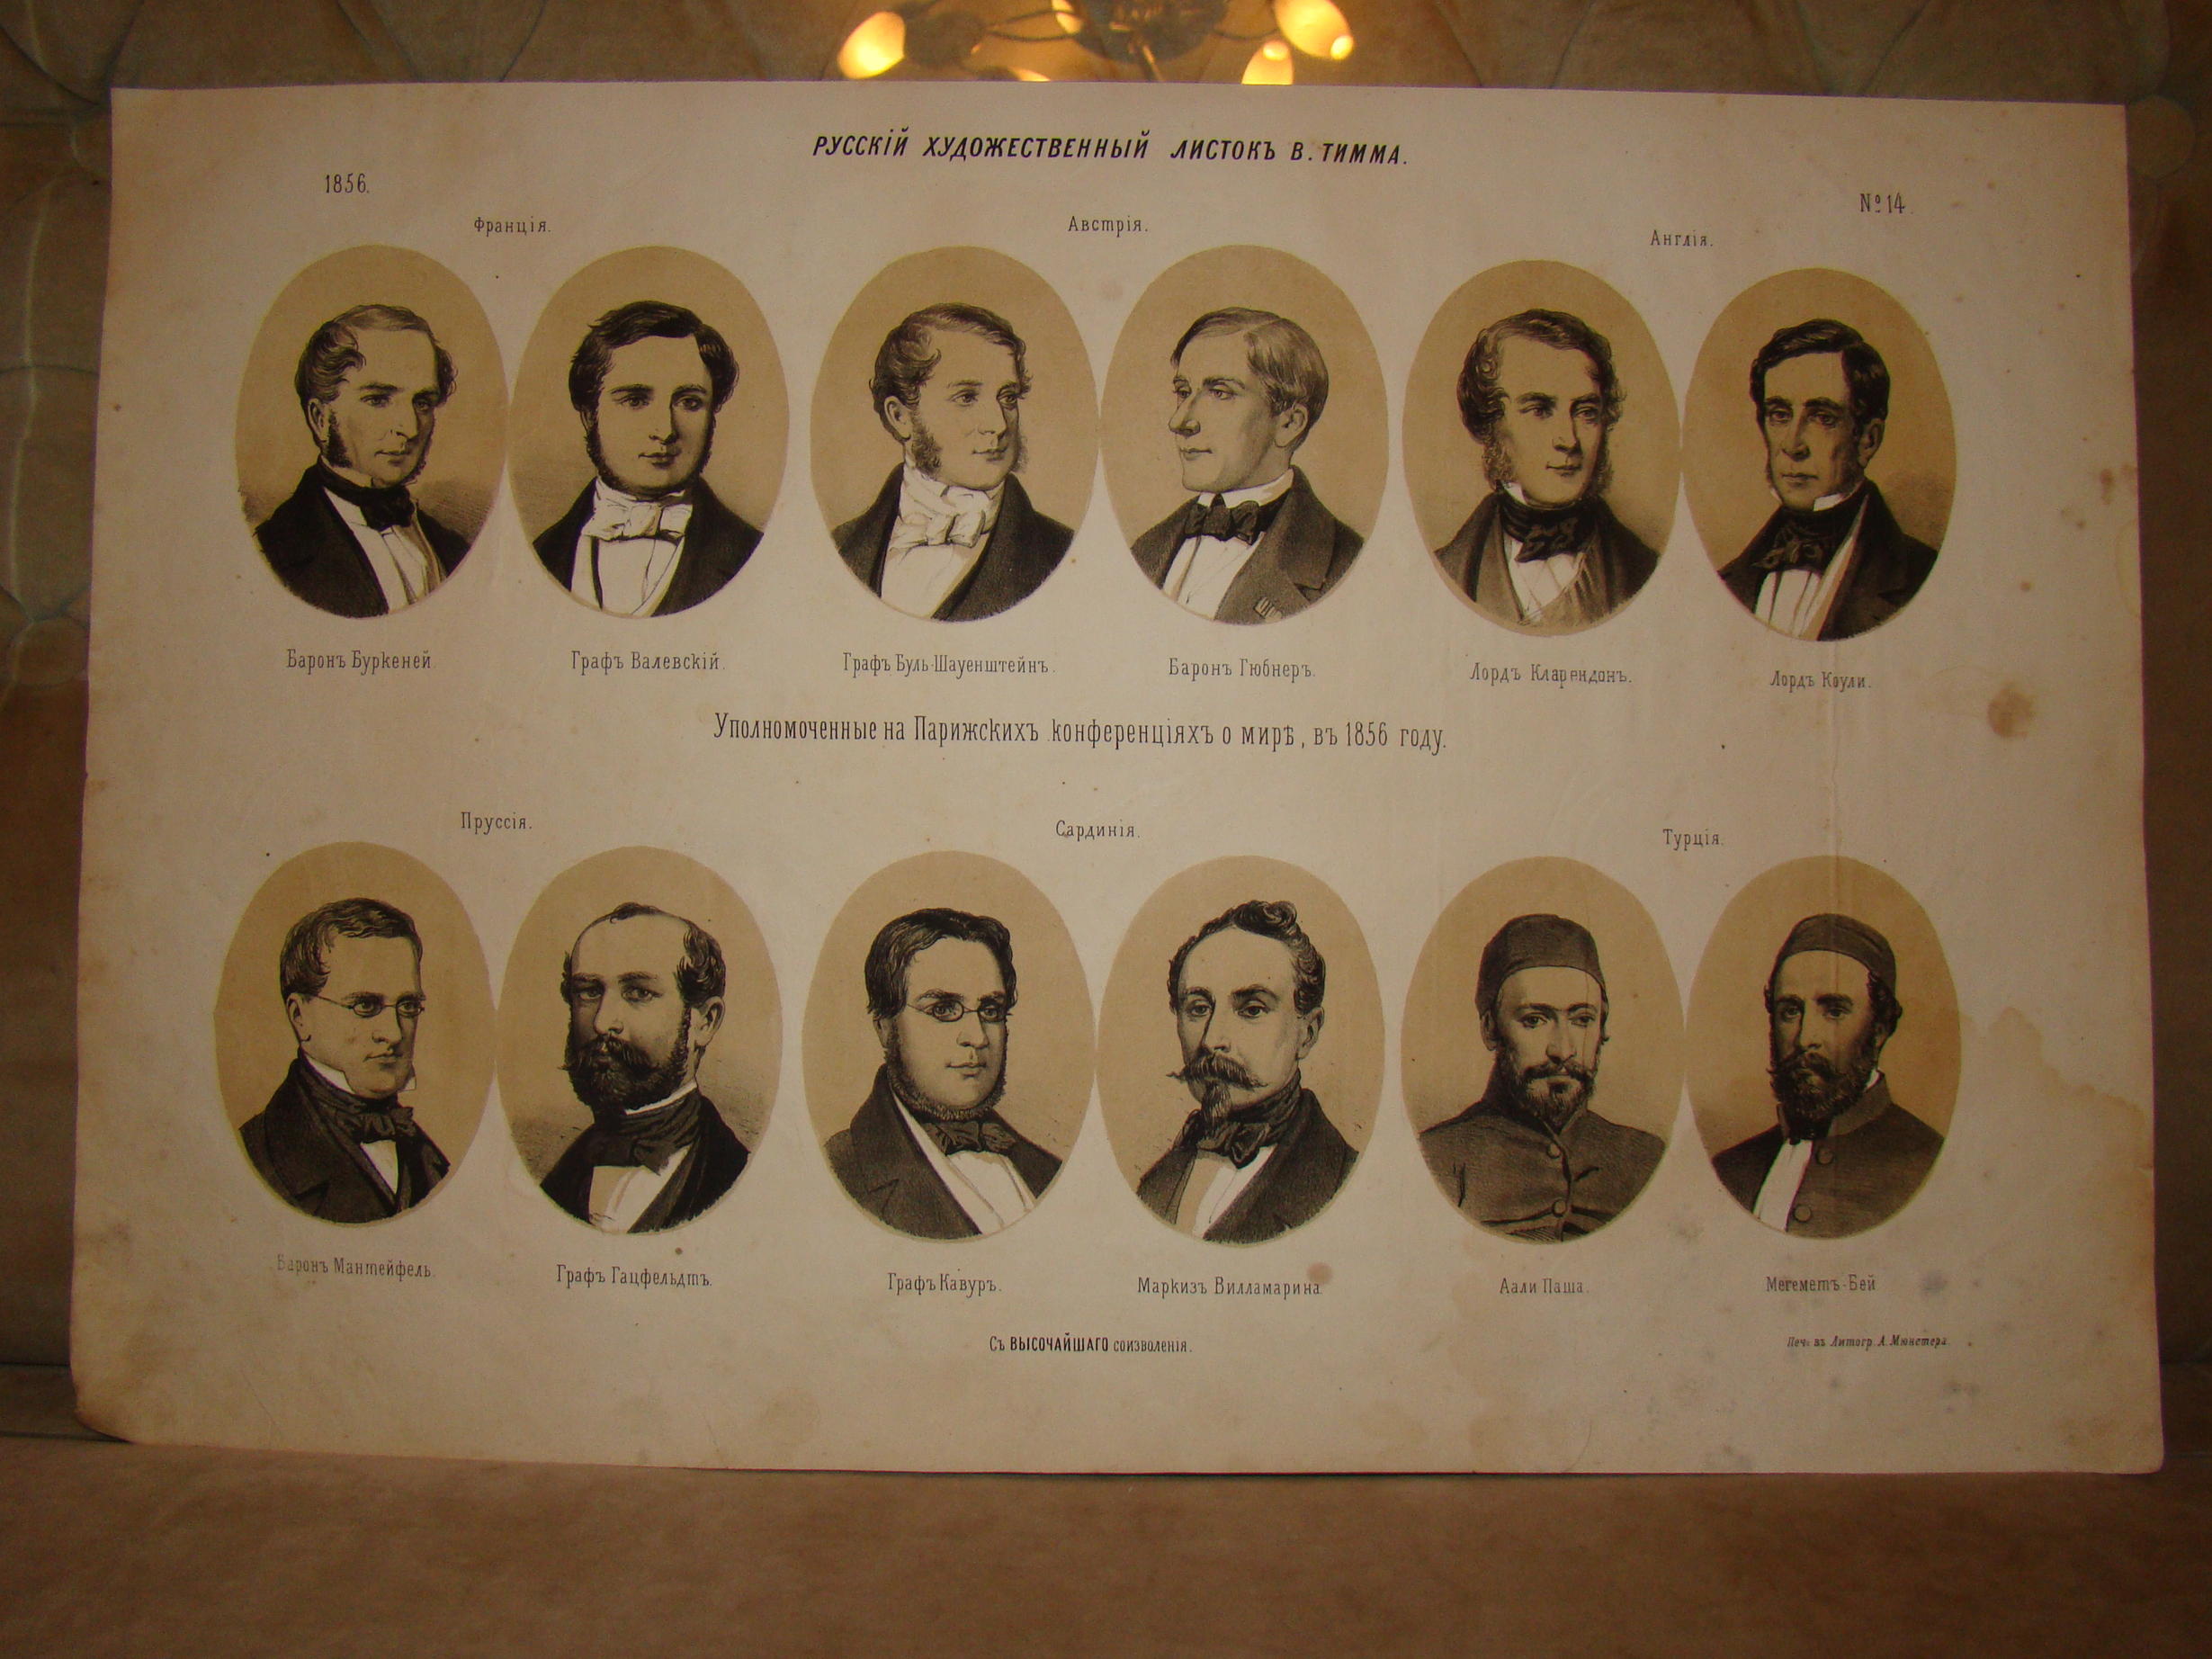 РУССКІЙ ХУДОЖЕСТВЕННЫЙ ЛИСТОКЪ В. ТИММА.
1856.
№ 14
Франція.
Австрія.
Англія.
Баронъ Буркеней.
Графъ Валевскій.
Графъ Буль-Шауенштейнъ.
Баронъ Гюбнеръ.
Лордъ Кларендонъ.
Лордъ Коули.
Уполномоченные на Парижскихъ конференціяхъ о мирѣ, въ 1856 году.
Пруссія.
Сардинія.
Турція.
Баронъ Мантейфель.
Графъ Гацфельдтъ.
Графъ Кавуръ.
Маркизъ Вилламарина.
Аали Паша.
Мегеметъ-Бей
Съ ВЫСОЧАЙШАГО соизволенія.
Печ. въ Литогр. А. Мюнстера.